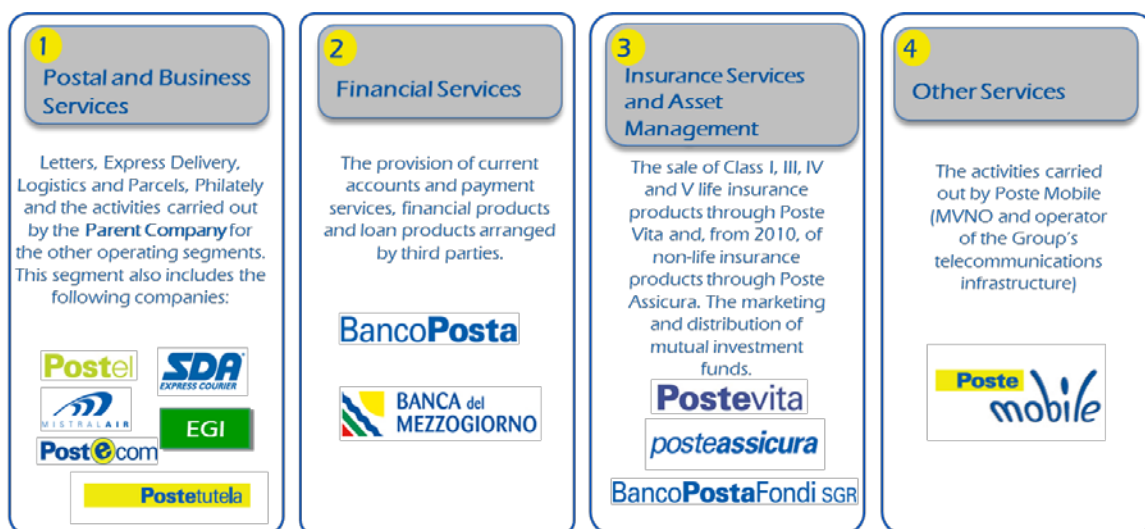 1
Postal and Business
Services
Letters, Express Delivery,
Logistics and Parcels, Philately
and the activities carried out
by the Parent Company for
the other operating segments.
This segment also includes the
following companies:
Postel
SDA
EXPRESS COURIER
MISTRALAIR
EGI
Postecom
Postetutela
2
Financial Services
The provision of current
accounts and payment
services, financial products
and loan products arranged
by third parties.
BancoPosta
BANCA del
MEZZOGIORNO
3
Insurance Services
and Asset
Management
The sale of Class I, III, IV
and V life insurance
products through Poste
Vita and, from 2010, of
non-life insurance
products through Poste
Assicura. The marketing
and distribution of
mutual investment
funds.
Postevita
posteassicura
BancoPostaFondi SGR
4
Other Services
The activities carried
out by Poste Mobile
(MVNO and operator
of the Group's
telecommunications
infrastructure)
Poste
mobile